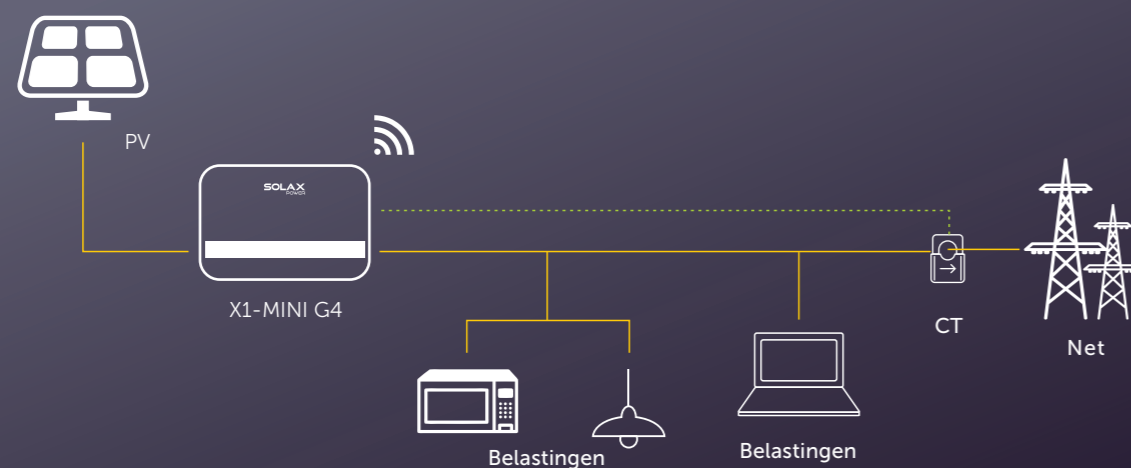 PV
SOLAX
POWER
X1-MINI G4
CT
Net
Belastingen
Belastingen